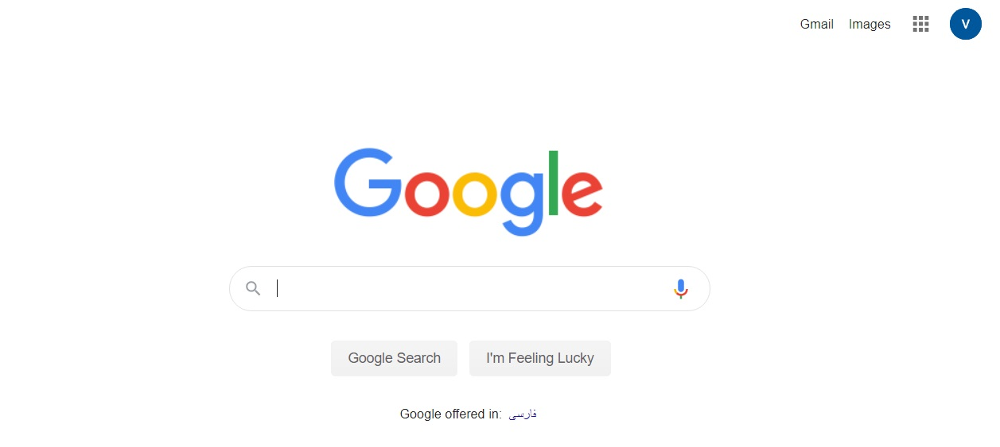 Gmail Images V
Google
Google Search I'm Feeling Lucky
Google offered in: فارسی